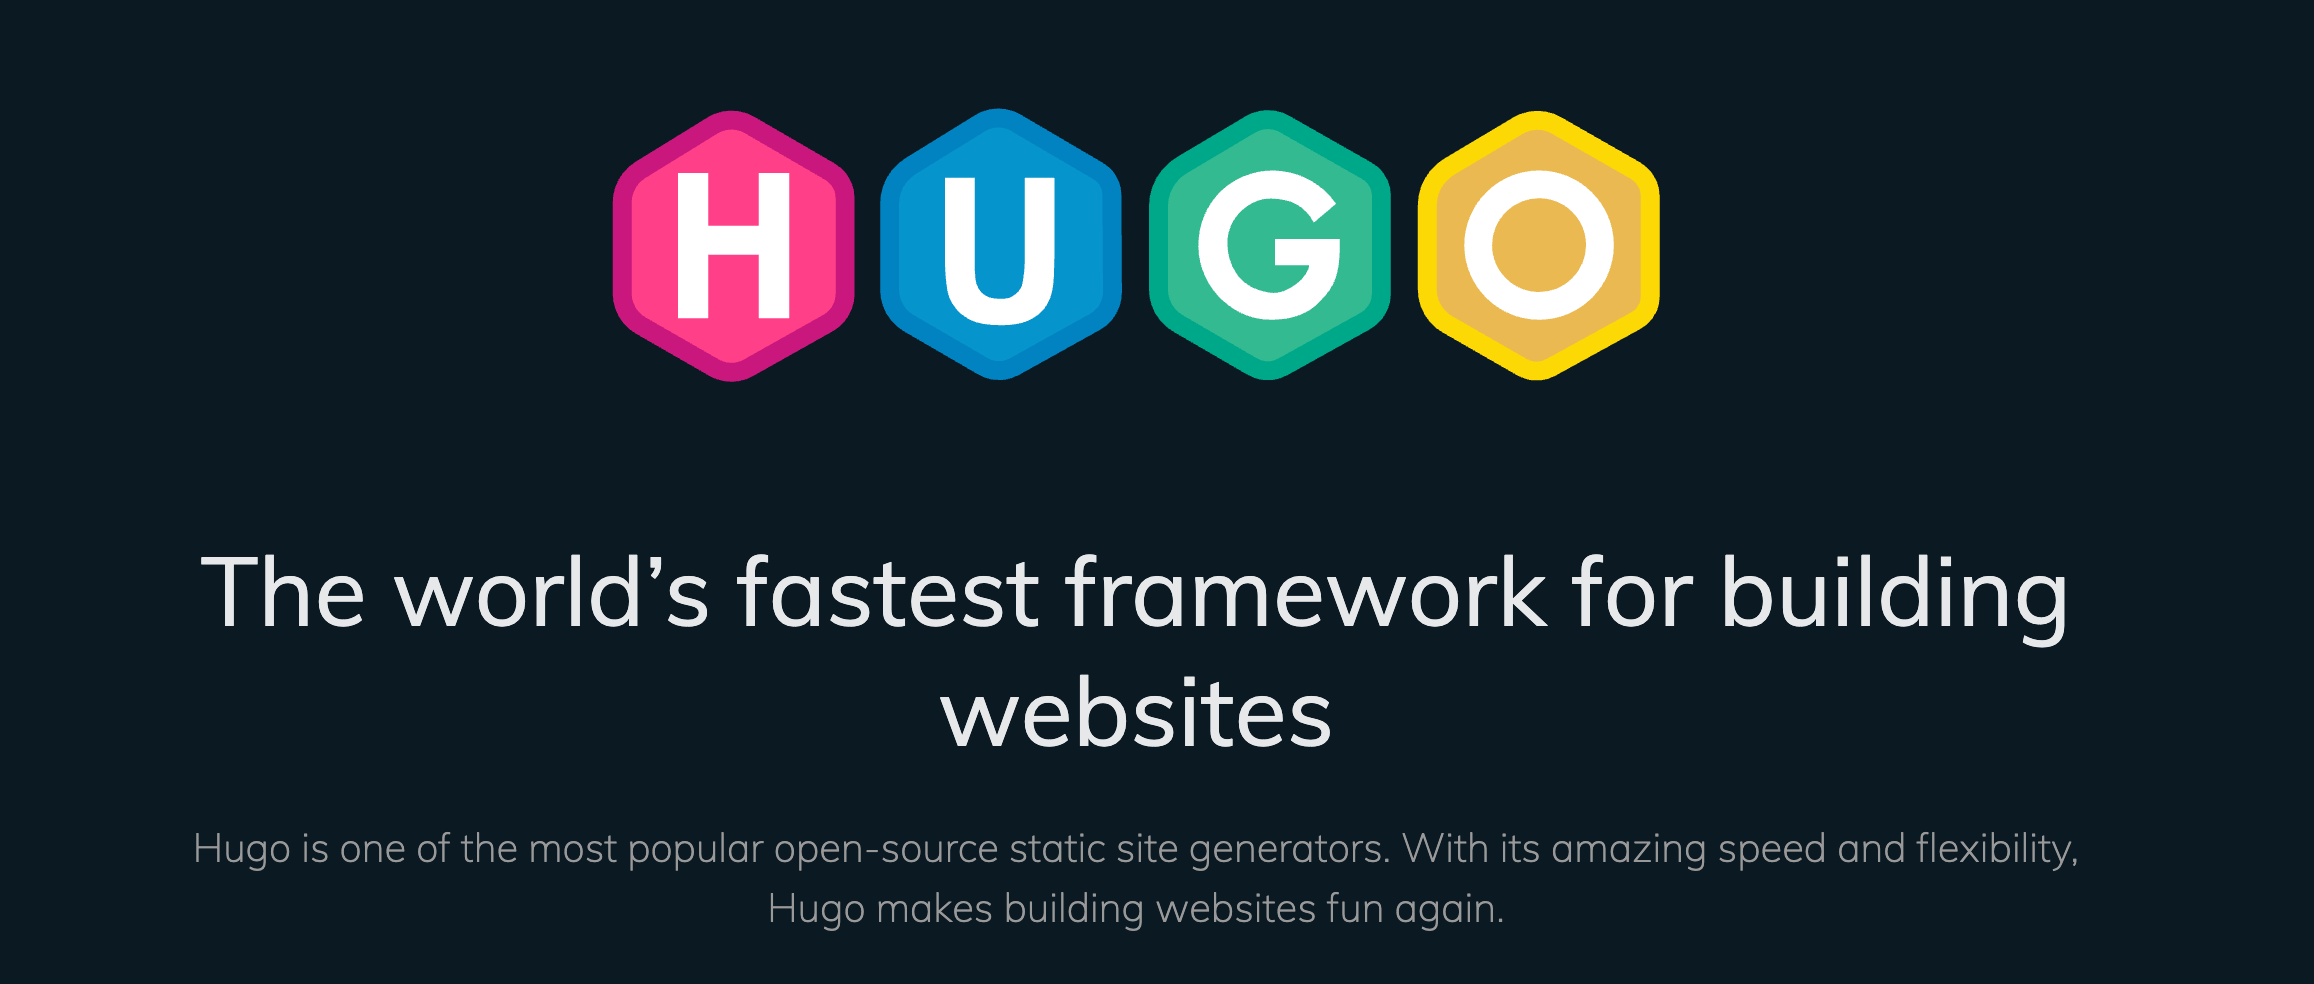 HUGO
The world’s fastest framework for building
websites
Hugo is one of the most popular open-source static site generators. With its amazing speed and flexibility,
Hugo makes building websites fun again.